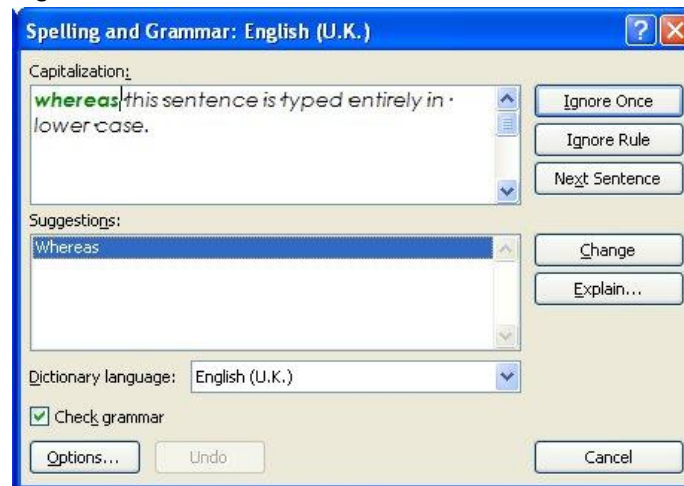 Spelling and Grammar: English (U.K.)
Capitalization:
whereas this sentence is typed entirely in ·
lower case.
Ignore Once
Ignore Rule
Next Sentence
Suggestions:
Whereas
Change
Explain...
Dictionary language: English (U.K.)
Check grammar
Options... Undo Cancel